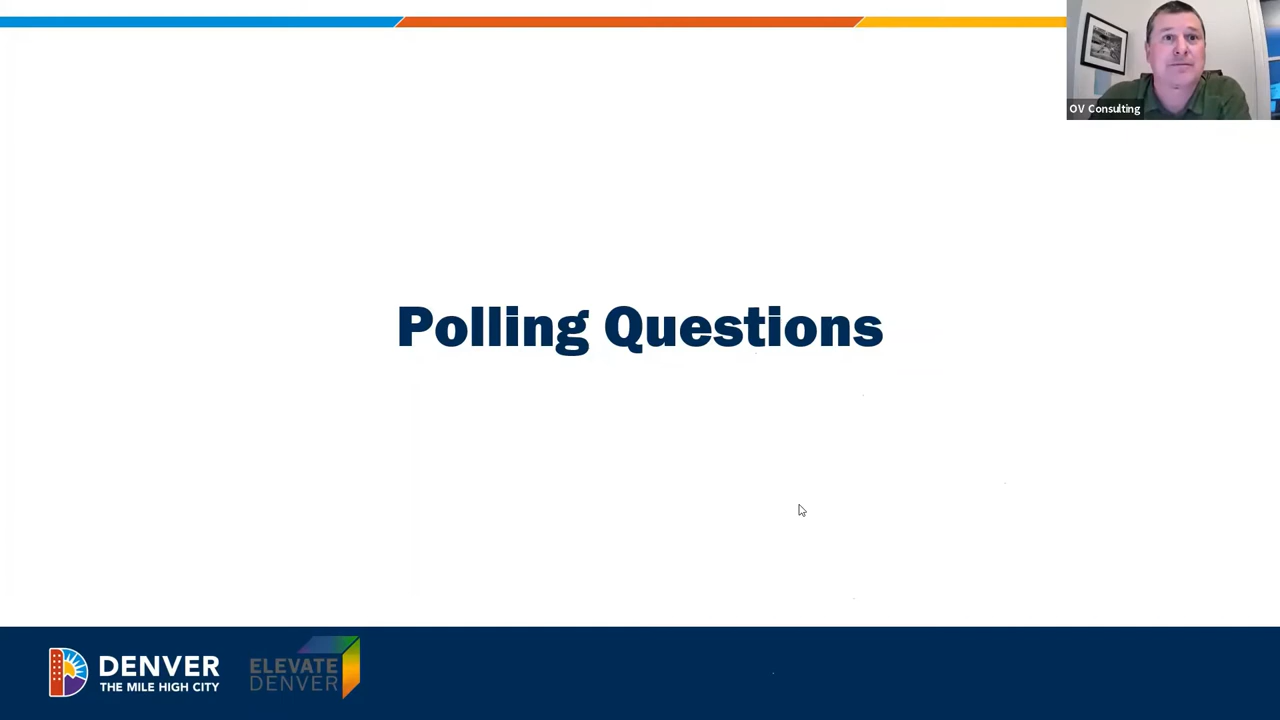 OV Consulting
Polling Questions
DENVER
THE MILE HIGH CITY
ELEVATE
DENVER